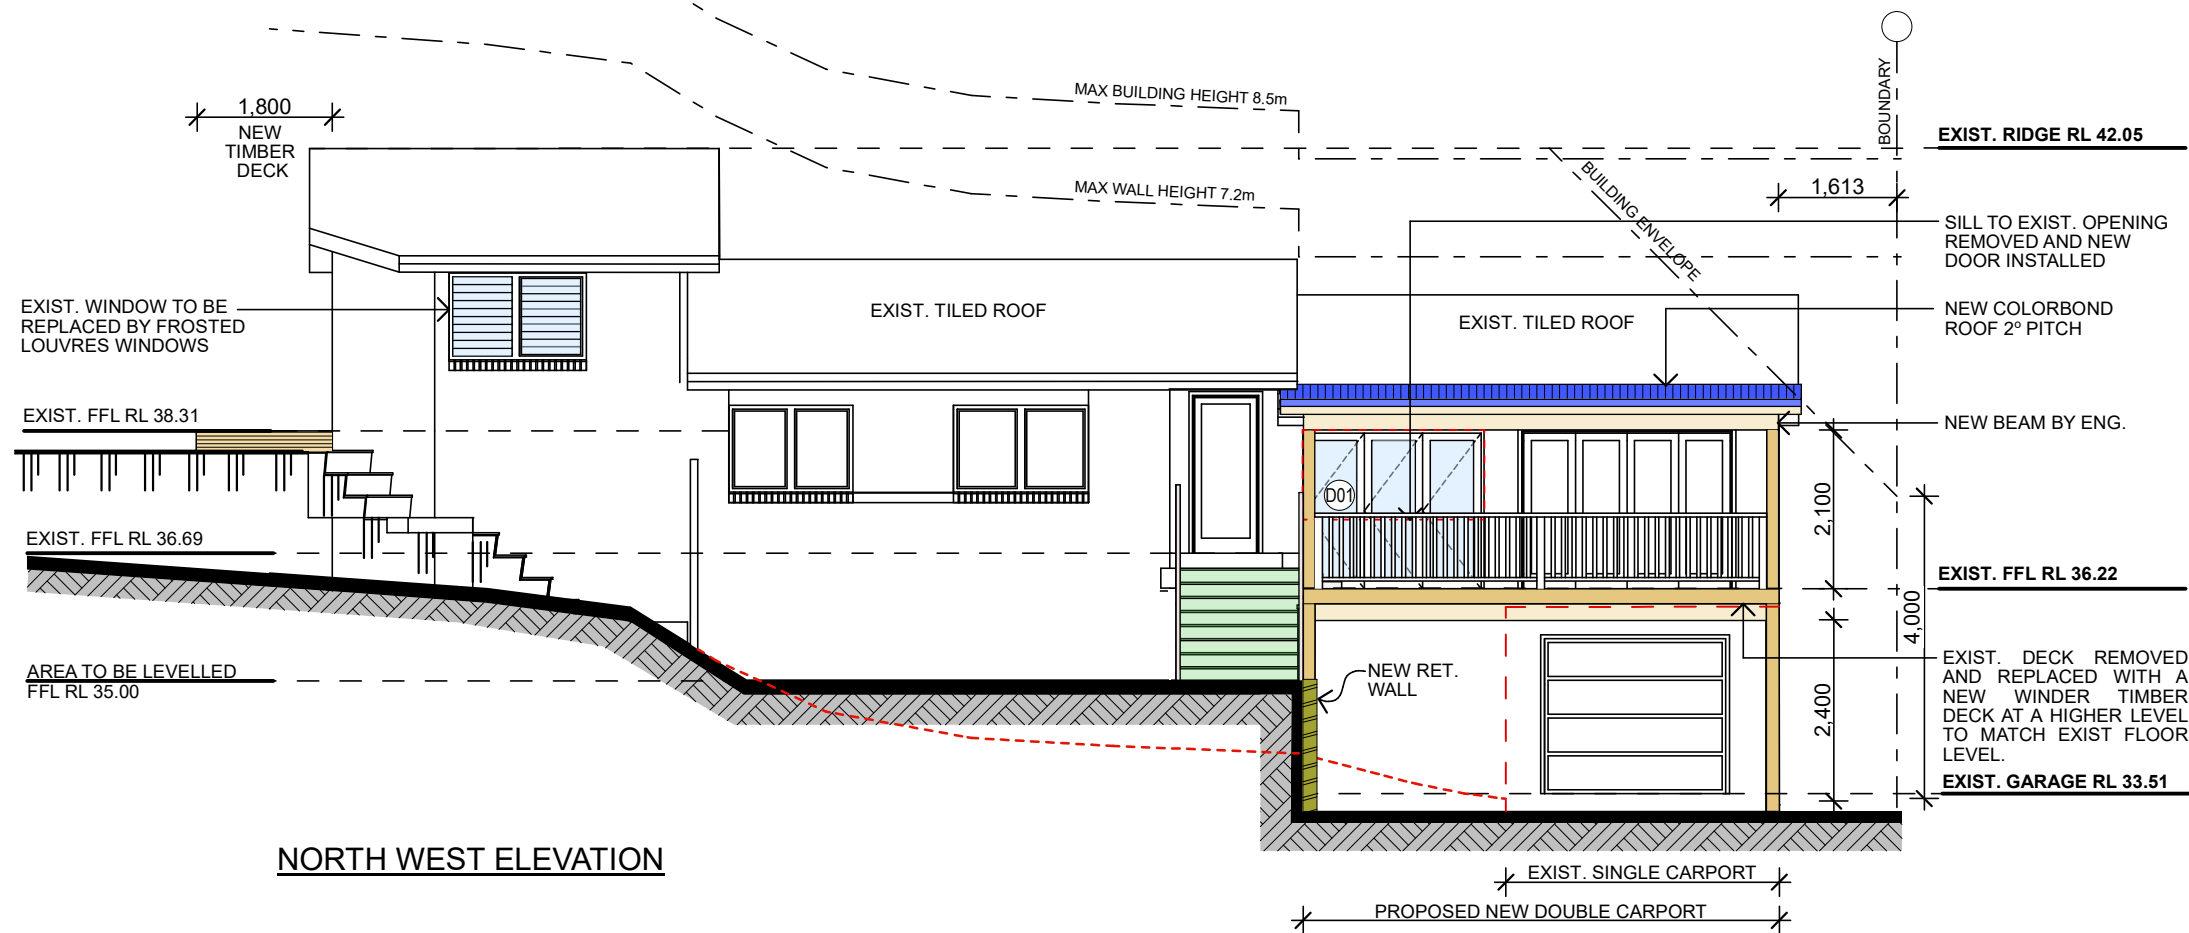 MAX BUILDING HEIGHT 8.5m
BOUNDARY
1,800
NEW
TIMBER
DECK
EXIST. RIDGE RL 42.05
MAX WALL HEIGHT 7.2m
BUILDING ENVELOPE
1,613
SILL TO EXIST. OPENING
REMOVED AND NEW
DOOR INSTALLED
EXIST. WINDOW TO BE
REPLACED BY FROSTED
LOUVRES WINDOWS
EXIST. TILED ROOF
EXIST. TILED ROOF
NEW COLORBOND
ROOF 2º PITCH
EXIST. FFL RL 38.31
NEW BEAM BY ENG.
D01
2,100
EXIST. FFL RL 36.69
EXIST. FFL RL 36.22
4,000
AREA TO BE LEVELLED
FFL RL 35.00
NEW RET.
WALL
2,400
EXIST. DECK REMOVED
AND REPLACED WITH A
NEW WINDER TIMBER
DECK AT A HIGHER LEVEL
TO MATCH EXIST FLOOR
LEVEL.
EXIST. GARAGE RL 33.51
NORTH WEST ELEVATION
EXIST. SINGLE CARPORT
PROPOSED NEW DOUBLE CARPORT